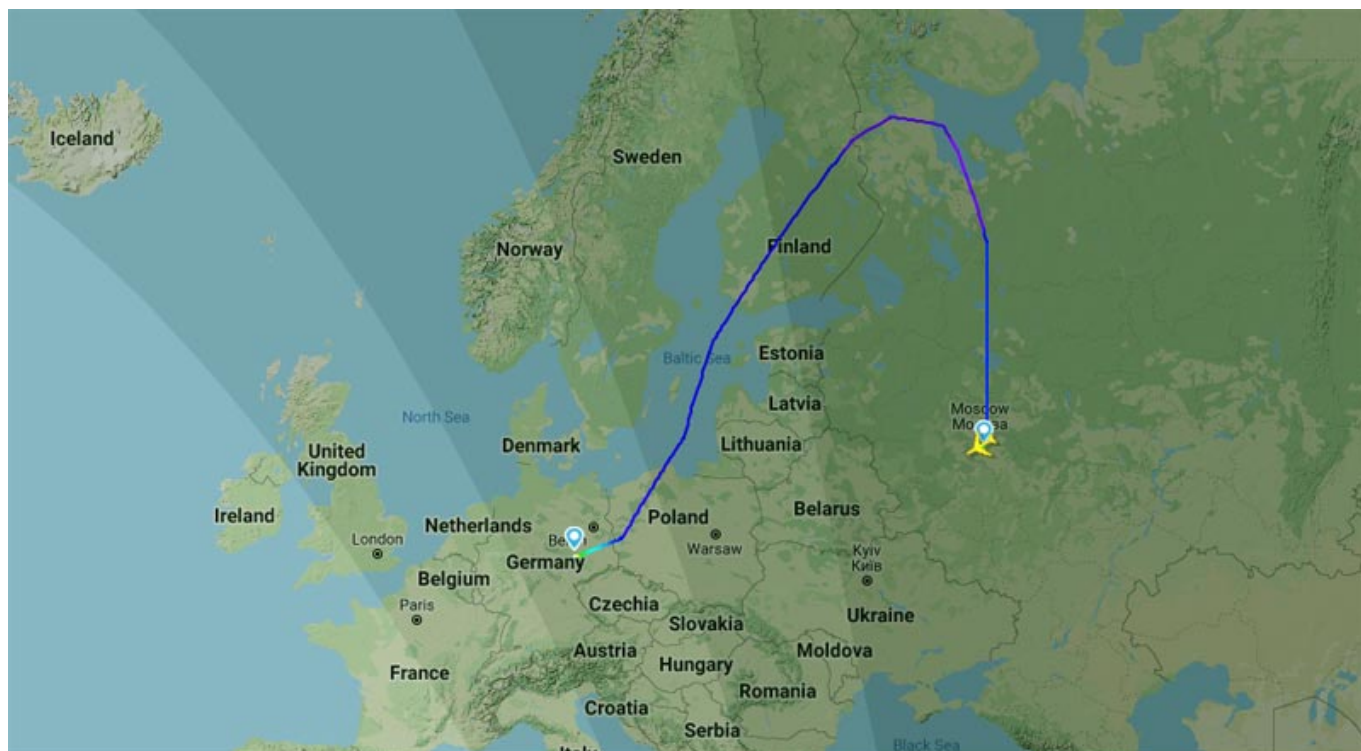 Iceland
Sweden
Norway
Finland
Baltic Sea
Estonia
Moscow
Latvia
North Sea
Denmark
Lithuania
United
Kingdom
Ireland
Netherlands
Poland
Belarus
London
Warsaw
Germany
Kyiv
Київ
Belgium
Paris
Czechia
Slovakia
Ukraine
Austria
Hungary
Moldova
France
Romania
Croatia
Serbia
Black Sea